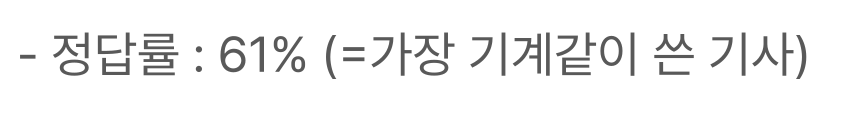 - 정답률 : 61% (=가장 기계같이 쓴 기사)